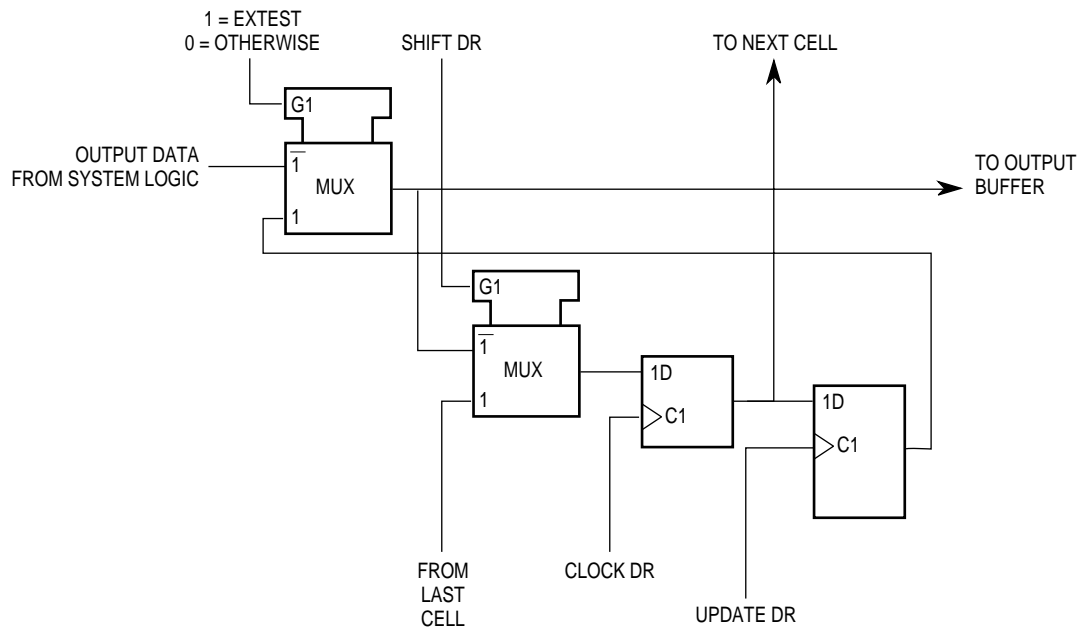 1 = EXTEST
0 = OTHERWISE
SHIFT DR
TO NEXT CELL
G1
OUTPUT DATA
FROM SYSTEM LOGIC
1
MUX
1
TO OUTPUT
BUFFER
G1
1
MUX
1
1D
C1
1D
C1
FROM
LAST
CELL
CLOCK DR
UPDATE DR